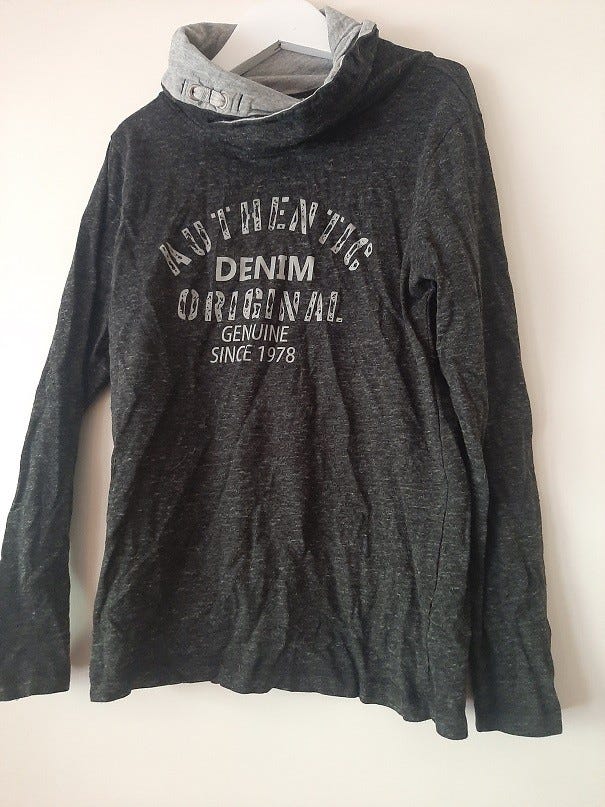 AUTHENTIC
DENIM
ORIGINAL
GENUINE
SINCE 1978